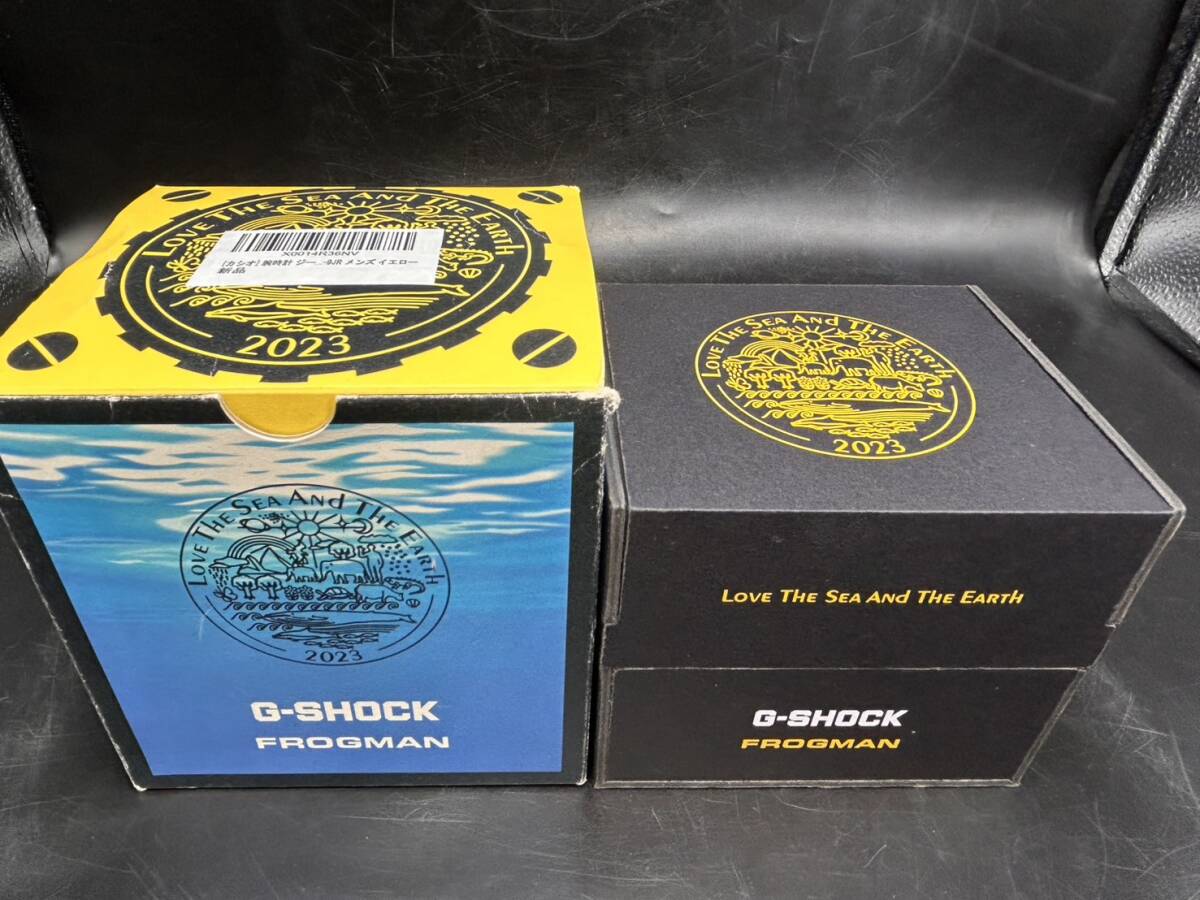 LOVE THE SEA AND THE EARTH
X0014R36NV
[カシオ] 腕時計 ジー...-9JR メンズ イエロー
新品
2023
LOVE THE SEA AND THE EARTH
2023
G-SHOCK
FROGMAN
LOVE THE SEA AND THE EARTH
2023
LOVE THE SEA AND THE EARTH
G-SHOCK
FROGMAN